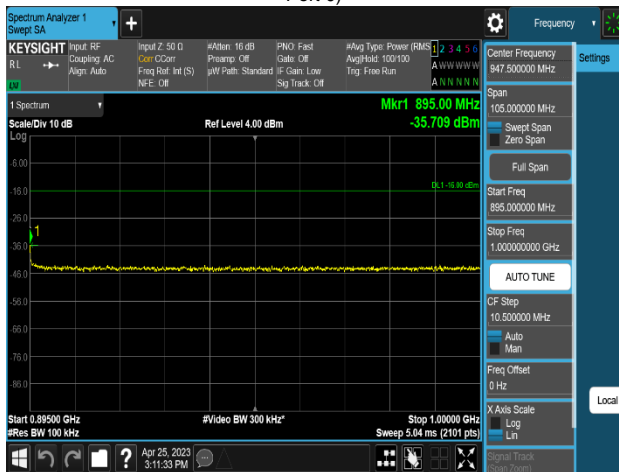 Spectrum Analyzer 1
Swept SA
+
Frequency
KEYSIGHT
RL
Input: RF
Coupling: AC
Align: Auto
Input Z: 50 Ω
Corr CCorr
Freq Ref: Int (S)
NFE: Off
#Atten: 16 dB
Preamp: Off
µW Path: Standard
PNO: Fast
Gate: Off
IF Gain: Low
Sig Track: Off
#Avg Type: Power (RMS
Avg|Hold: 100/100
Trig: Free Run
1 2 3 4 5 6
A W W W W W
A N N N N N
1 Spectrum
Scale/Div 10 dB
Log
Ref Level 4.00 dBm
Mkr1 895.00 MHz
-35.709 dBm
DL1 -16.00 dBm
-6.00
-16.0
-26.0
-36.0
-46.0
-56.0
-66.0
-76.0
-86.0
1
Start 0.89500 GHz
#Res BW 100 kHz
#Video BW 300 kHz*
Stop 1.00000 GHz
Sweep 5.04 ms (2101 pts)
?
Apr 25, 2023
3:11:33 PM
Center Frequency
947.500000 MHz
Settings
Span
105.000000 MHz
Swept Span
Zero Span
Full Span
Start Freq
895.000000 MHz
Stop Freq
1.000000000 GHz
AUTO TUNE
CF Step
10.500000 MHz
Auto
Man
Freq Offset
0 Hz
X Axis Scale
Log
Lin
Local
Signal Track
(Span Zoom)